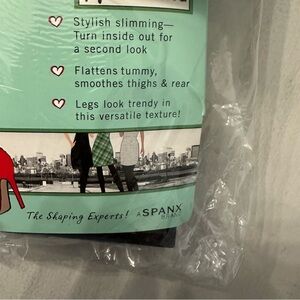 Stylish slimming—
Turn inside out for
a second look
Flattens tummy,
smoothes thighs & rear
Legs look trendy in
this versatile texture!
The Shaping Experts!
A SPANX
BRAND